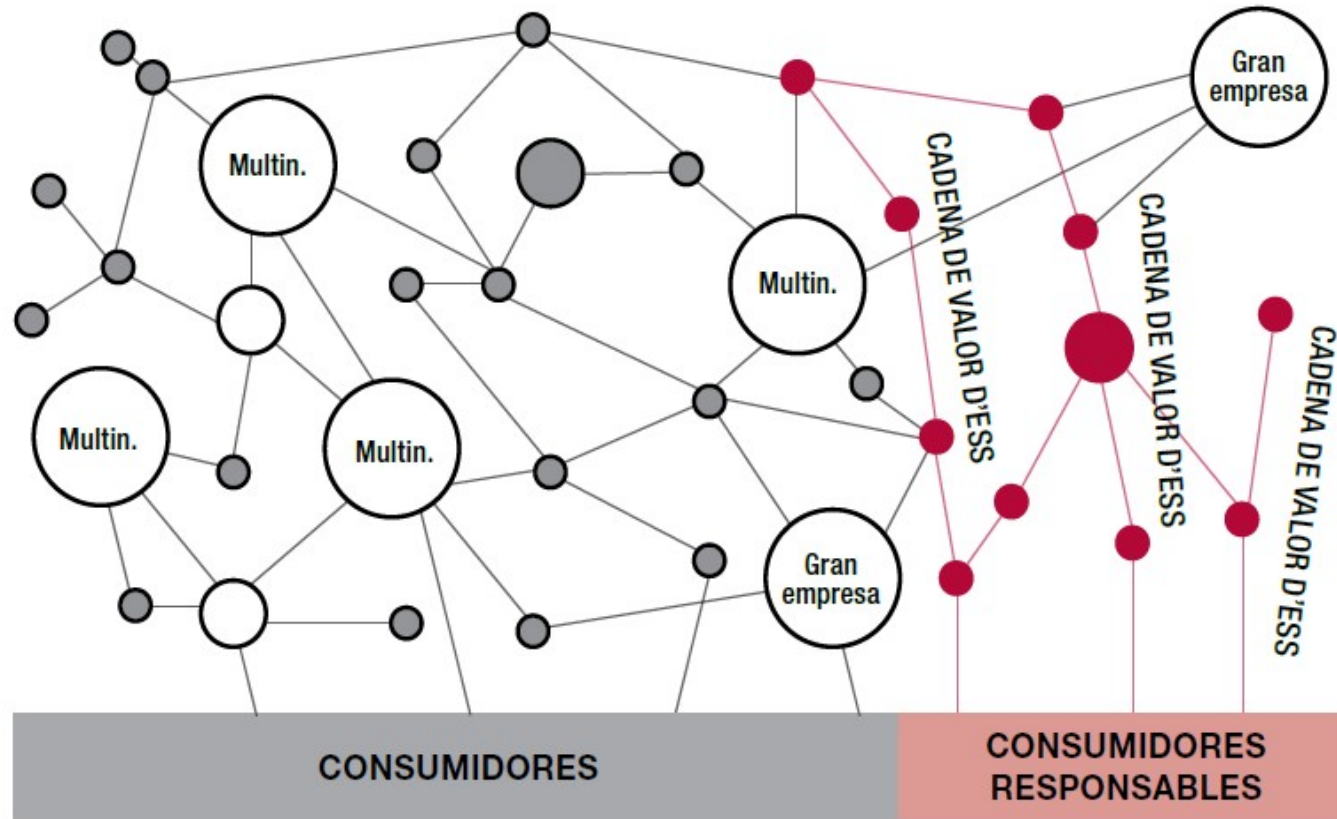 Gran
empresa
Multin.
Multin.
Multin.
Multin.
Gran
empresa
CADENA DE VALOR D'ESS
CADENA DE VALOR D'ESS
CADENA DE VALOR D'ESS
CONSUMIDORES
CONSUMIDORES
RESPONSABLES